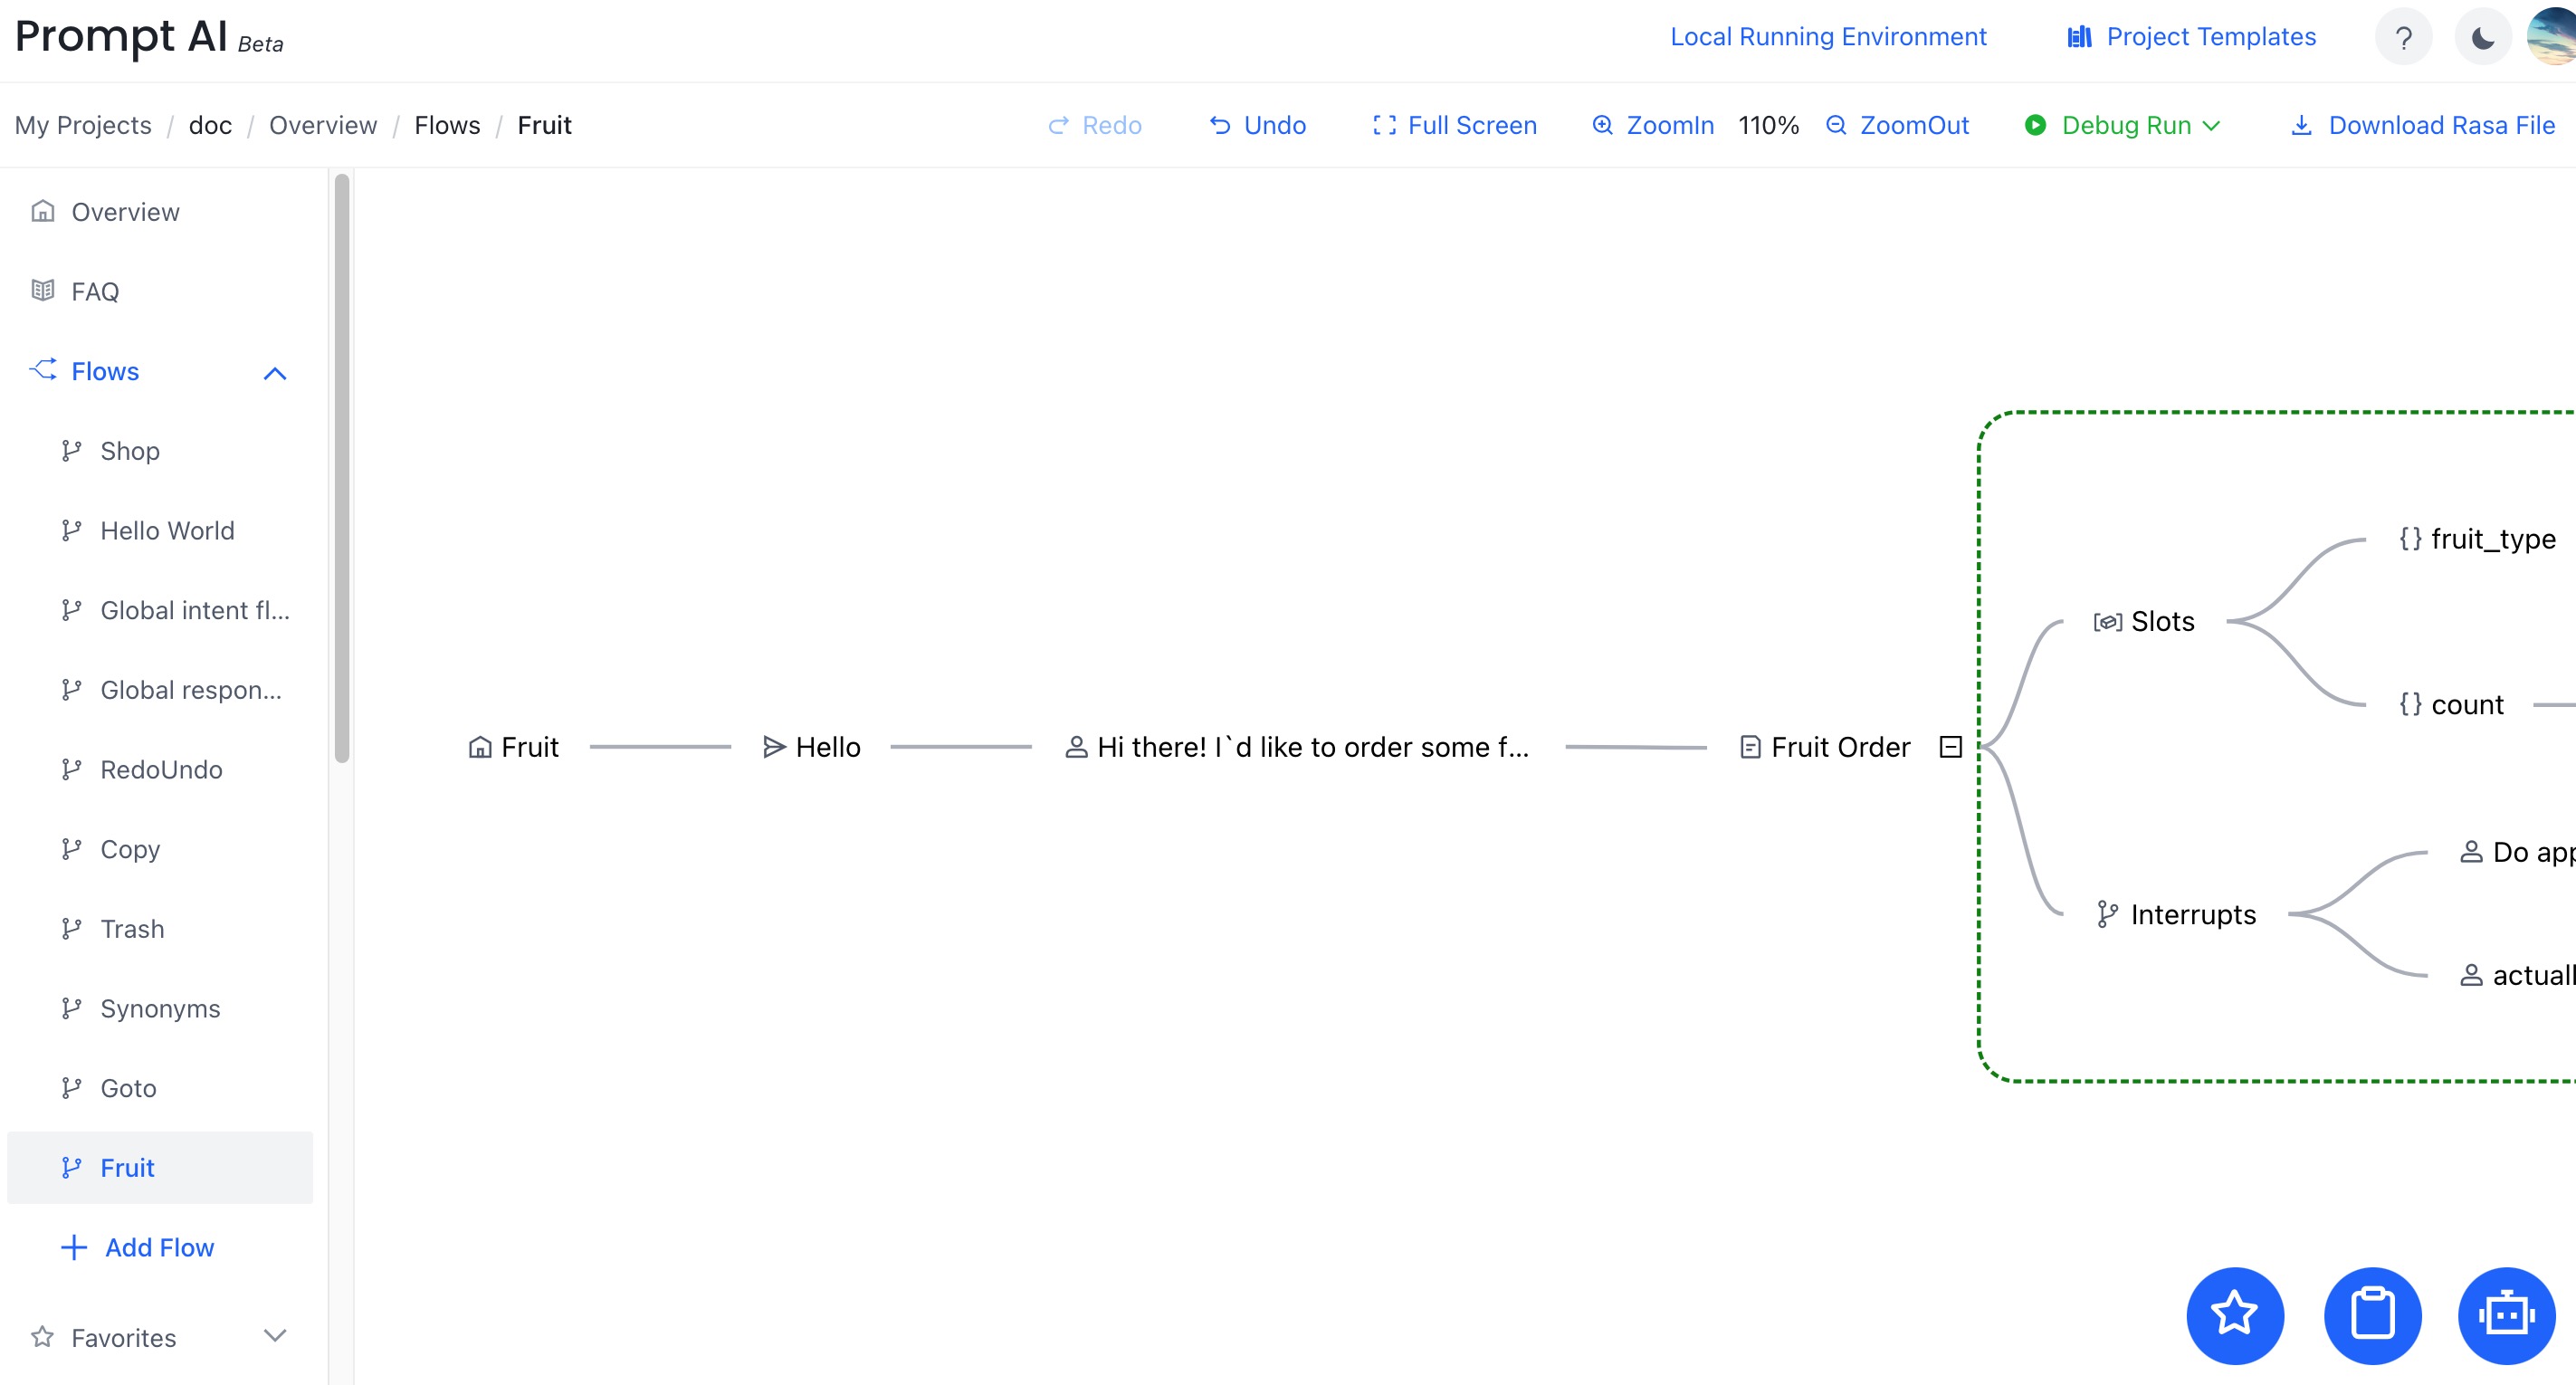 Prompt AI Beta
Local Running Environment
Project Templates
?
My Projects / doc / Overview / Flows / Fruit
Redo
Undo
Full Screen
ZoomIn 110% ZoomOut
Debug Run
Download Rasa File
Overview
FAQ
Flows
Shop
Hello World
Global intent fl...
Global respon...
RedoUndo
Copy
Trash
Synonyms
Goto
Fruit
Add Flow
Favorites
Fruit
Hello
Hi there! I`d like to order some f...
Fruit Order
Slots
{} fruit_type
{} count
Interrupts
Do app
actuall